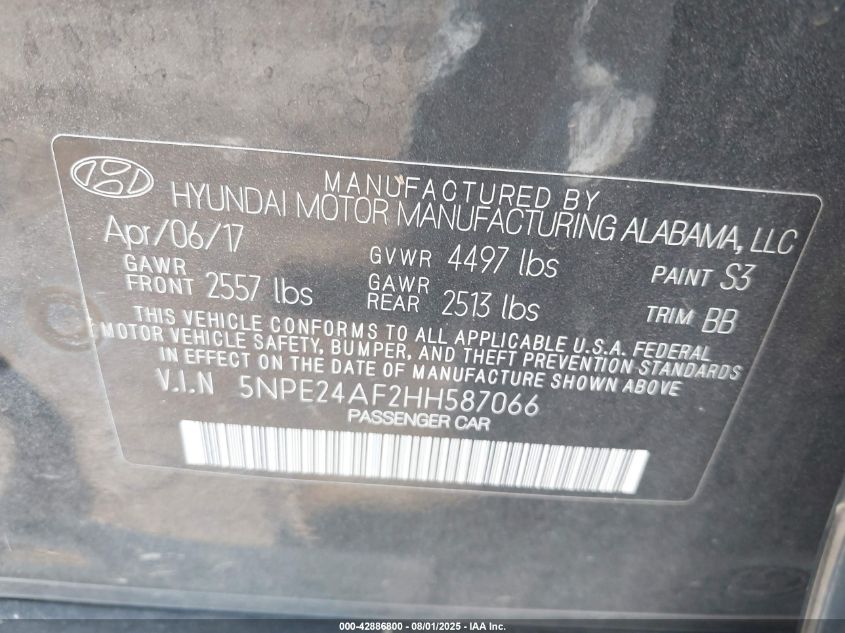 MANUFACTURED BY
HYUNDAI MOTOR MANUFACTURING ALABAMA, LLC
Apr/06/17 GVWR 4497 lbs PAINT S3
GAWR FRONT 2557 lbs GAWR REAR 2513 lbs TRIM BB
THIS VEHICLE CONFORMS TO ALL APPLICABLE U.S.A. FEDERAL
MOTOR VEHICLE SAFETY, BUMPER, AND THEFT PREVENTION STANDARDS
IN EFFECT ON THE DATE OF MANUFACTURE SHOWN ABOVE
V.I.N 5NPE24AF2HH587066
PASSENGER CAR
000-42886800 - 08/01/2025 - IAA Inc.